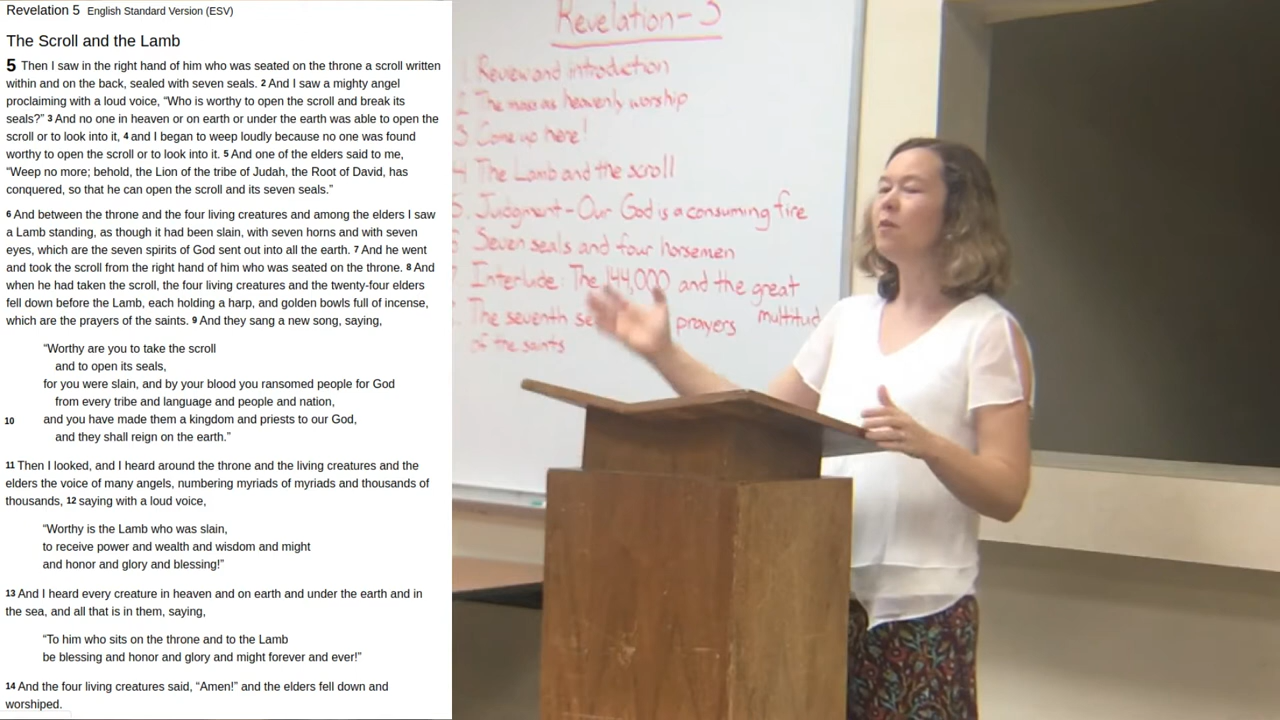 Revelation 5 English Standard Version (ESV)
The Scroll and the Lamb
5 Then I saw in the right hand of him who was seated on the throne a scroll written
within and on the back, sealed with seven seals. 2 And I saw a mighty angel
proclaiming with a loud voice, “Who is worthy to open the scroll and break its
seals?” 3 And no one in heaven or on earth or under the earth was able to open the
scroll or to look into it, 4 and I began to weep loudly because no one was found
worthy to open the scroll or to look into it. 5 And one of the elders said to me,
“Weep no more; behold, the Lion of the tribe of Judah, the Root of David, has
conquered, so that he can open the scroll and its seven seals.”
6 And between the throne and the four living creatures and among the elders I saw
a Lamb standing, as though it had been slain, with seven horns and with seven
eyes, which are the seven spirits of God sent out into all the earth. 7 And he went
and took the scroll from the right hand of him who was seated on the throne. 8 And
when he had taken the scroll, the four living creatures and the twenty-four elders
fell down before the Lamb, each holding a harp, and golden bowls full of incense,
which are the prayers of the saints. 9 And they sang a new song, saying,
“Worthy are you to take the scroll
and to open its seals,
for you were slain, and by your blood you ransomed people for God
from every tribe and language and people and nation,
10 and you have made them a kingdom and priests to our God,
and they shall reign on the earth.”
11 Then I looked, and I heard around the throne and the living creatures and the
elders the voice of many angels, numbering myriads of myriads and thousands of
thousands, 12 saying with a loud voice,
“Worthy is the Lamb who was slain,
to receive power and wealth and wisdom and might
and honor and glory and blessing!”
13 And I heard every creature in heaven and on earth and under the earth and in
the sea, and all that is in them, saying,
“To him who sits on the throne and to the Lamb
be blessing and honor and glory and might forever and ever!”
14 And the four living creatures said, “Amen!” and the elders fell down and
worshiped.
Revelation - 5
1. Review and introduction
2. The mass as heavenly worship
3 Come up here!
4 The Lamb and the scroll
5. Judgment - Our God is a consuming fire
6 Seven seals and four horsemen
7. Interlude: The 144,000 and the great
multitud
The seventh se prayers
of the saints